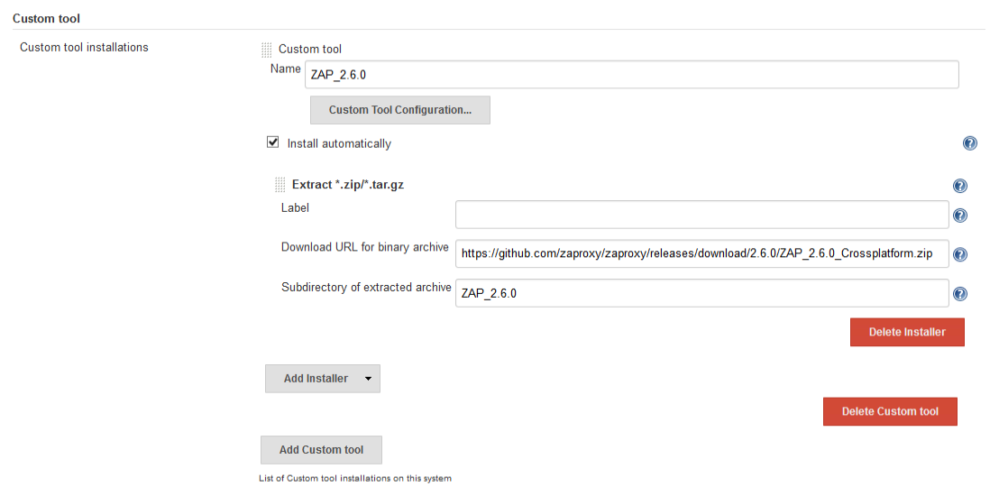 Custom tool
Custom tool installations
Custom tool
Name
ZAP_2.6.0
Custom Tool Configuration...
Install automatically
Extract *.zip/*.tar.gz
Label
Download URL for binary archive
https://github.com/zaproxy/zaproxy/releases/download/2.6.0/ZAP_2.6.0_Crossplatform.zip
Subdirectory of extracted archive
ZAP_2.6.0
Delete Installer
Add Installer
Delete Custom tool
Add Custom tool
List of Custom tool installations on this system